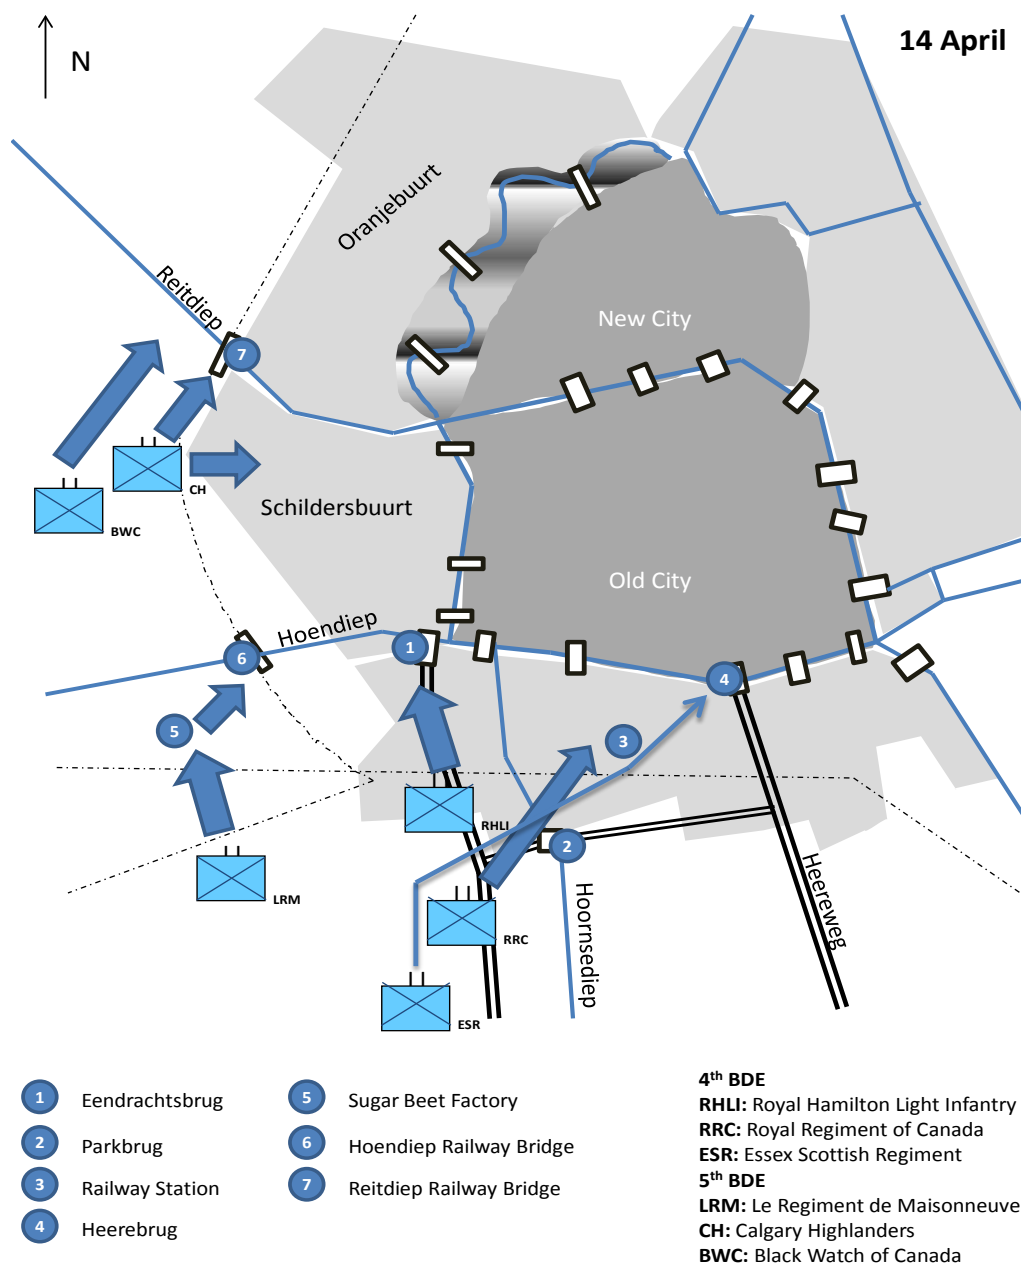 14 April
N
Oranjebuurt
Reitdiep
New City
7
CH
BWC
Schildersbuurt
Old City
Hoendiep
1
6
4
5
3
RHLI
2
LRM
RRC
Hoornsediep
Heereweg
ESR
1 Eendrachtsbrug
2 Parkbrug
3 Railway Station
4 Heerebrug
5 Sugar Beet Factory
6 Hoendiep Railway Bridge
7 Reitdiep Railway Bridge
4th BDE
RHLI: Royal Hamilton Light Infantry
RRC: Royal Regiment of Canada
ESR: Essex Scottish Regiment
5th BDE
LRM: Le Regiment de Maisonneuve
CH: Calgary Highlanders
BWC: Black Watch of Canada